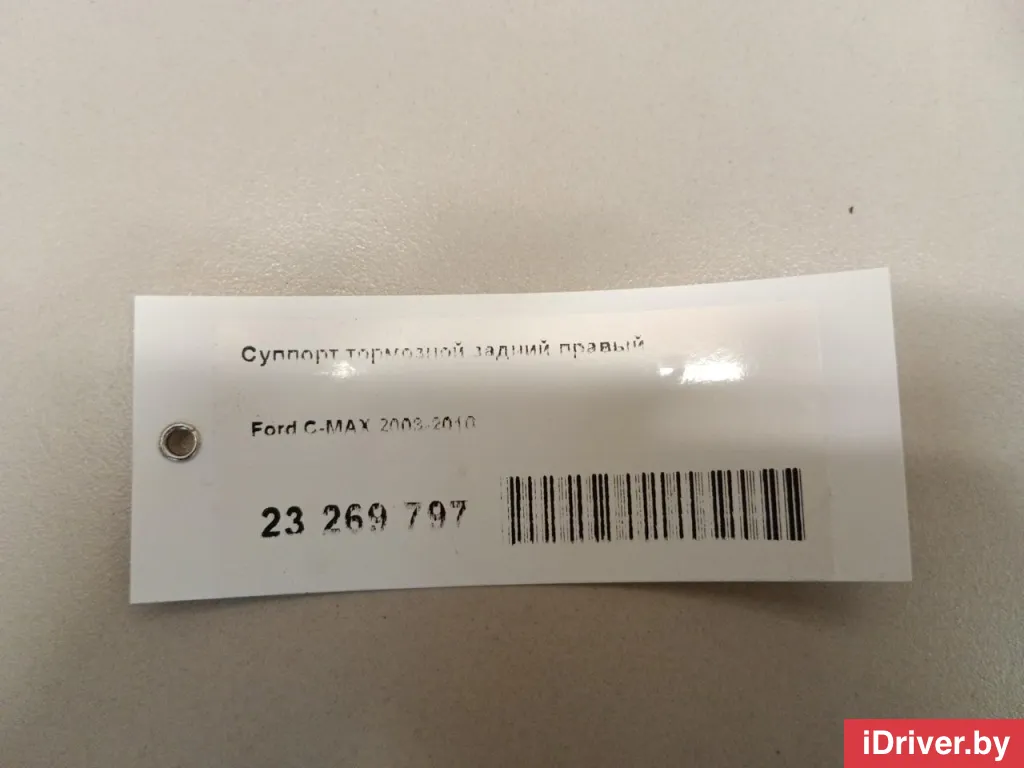 Суппорт тормозной задний правый
Ford C-MAX 2003-2010
23 269 797
iDriver.by